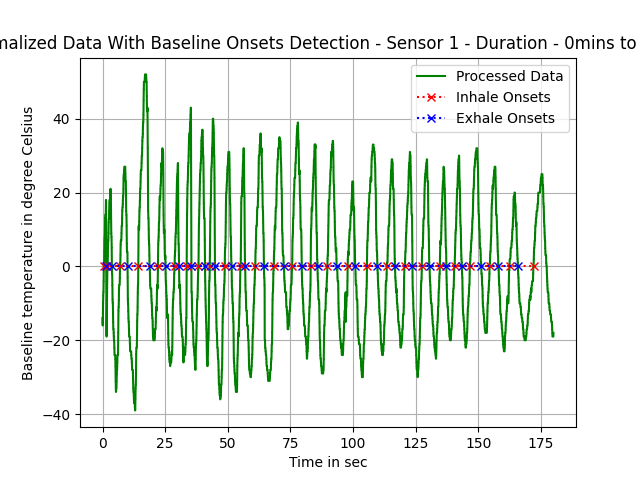 malized Data With Baseline Onsets Detection - Sensor 1 - Duration - 0mins to
Processed Data
Inhale Onsets
Exhale Onsets
Baseline temperature in degree Celsius
40
20
0
−20
−40
0 25 50 75 100 125 150 175
Time in sec